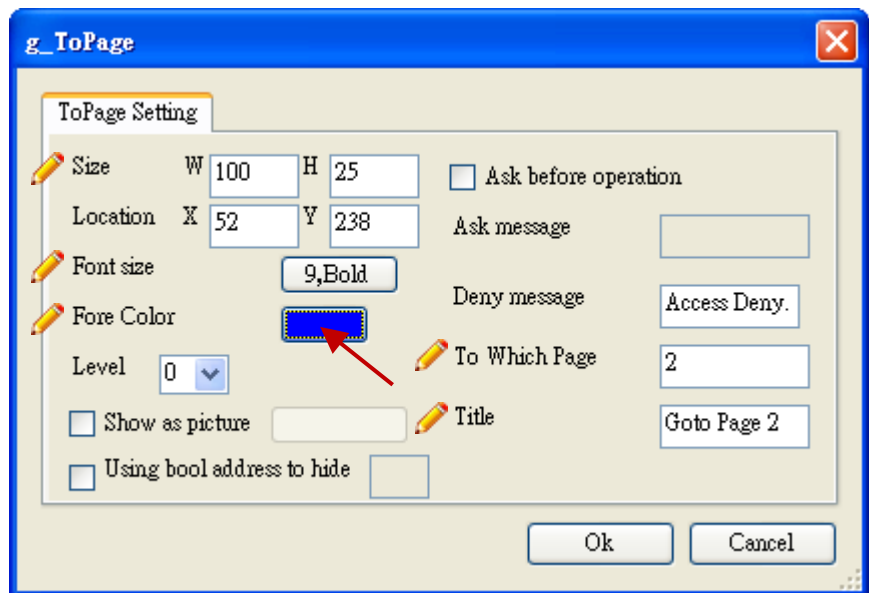 g_ToPage
ToPage Setting
Size W 100 H 25
Location X 52 Y 238
Font size 9,Bold
Fore Color
Level 0
Show as picture
Using bool address to hide
Ask before operation
Ask message
Deny message Access Deny.
To Which Page 2
Title Goto Page 2
Ok Cancel